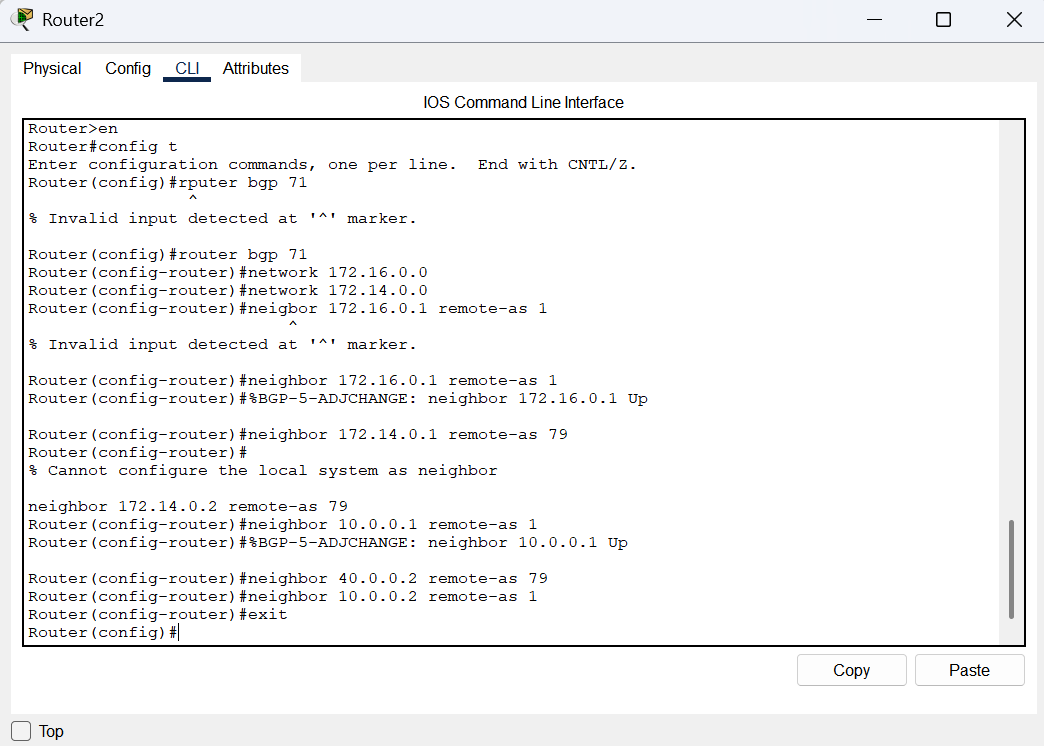 Router2
Physical Config CLI Attributes
IOS Command Line Interface
Router>en
Router#config t
Enter configuration commands, one per line.  End with CNTL/Z.
Router(config)#rputer bgp 71
^
% Invalid input detected at '^' marker.
Router(config)#router bgp 71
Router(config-router)#network 172.16.0.0
Router(config-router)#network 172.14.0.0
Router(config-router)#neigbor 172.16.0.1 remote-as 1
^
% Invalid input detected at '^' marker.
Router(config-router)#neighbor 172.16.0.1 remote-as 1
Router(config-router)#%BGP-5-ADJCHANGE: neighbor 172.16.0.1 Up
Router(config-router)#neighbor 172.14.0.1 remote-as 79
Router(config-router)#
% Cannot configure the local system as neighbor
neighbor 172.14.0.2 remote-as 79
Router(config-router)#neighbor 10.0.0.1 remote-as 1
Router(config-router)#%BGP-5-ADJCHANGE: neighbor 10.0.0.1 Up
Router(config-router)#neighbor 40.0.0.2 remote-as 79
Router(config-router)#neighbor 10.0.0.2 remote-as 1
Router(config-router)#exit
Router(config)#
Copy Paste
Top